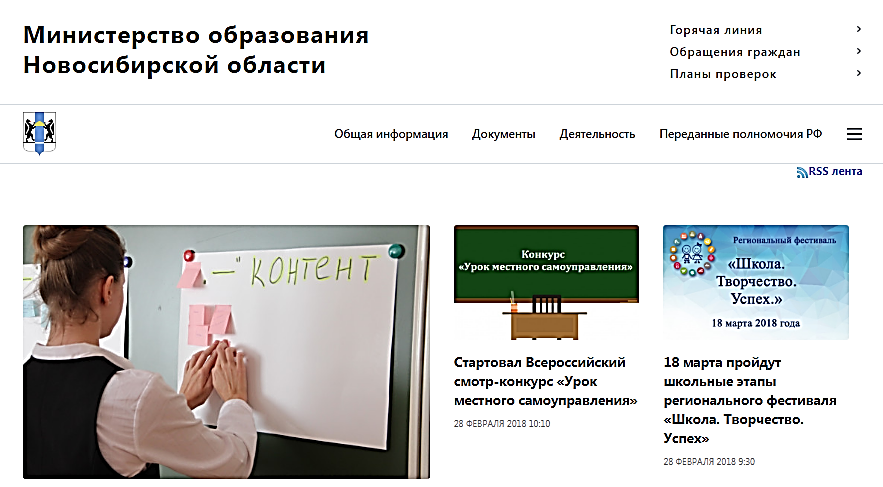 Министерство образования
Новосибирской области
Горячая линия
Обращения граждан
Планы проверок
Общая информация
Документы
Деятельность
Переданные полномочия РФ
RSS лента
. —" КОНТЕНТ
Конкурс
«Урок местного самоуправления»
Региональный фестиваль
«Школа.
Творчество.
Успех.»
18 марта 2018 года
Стартовал Всероссийский
смотр-конкурс «Урок
местного самоуправления»
28 ФЕВРАЛЯ 2018 10:10
18 марта пройдут
школьные этапы
регионального фестиваля
«Школа. Творчество.
Успех»
28 ФЕВРАЛЯ 2018 9:30